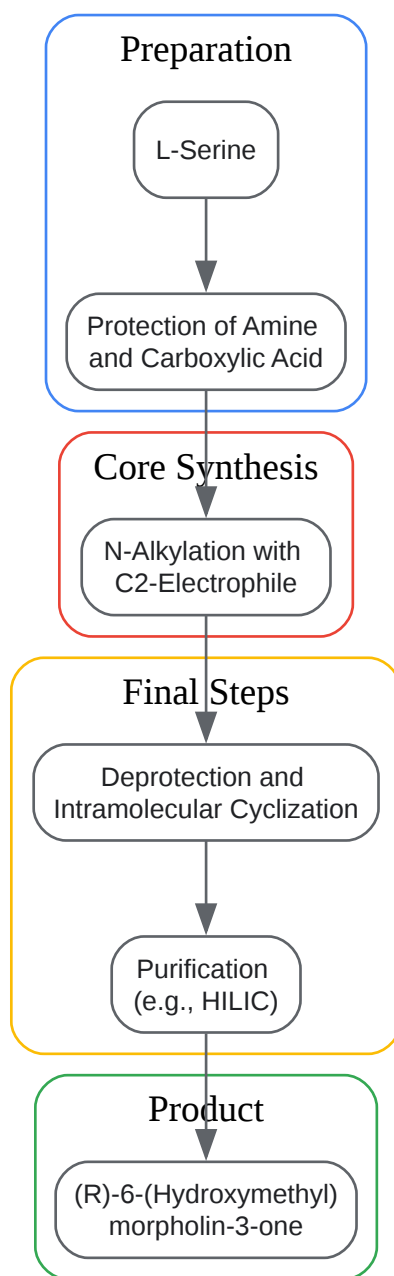 Preparation
L-Serine
Protection of Amine
and Carboxylic Acid
Core Synthesis
N-Alkylation with
C2-Electrophile
Final Steps
Deprotection and
Intramolecular Cyclization
Purification
(e.g., HILIC)
Product
(R)-6-(Hydroxymethyl)
morpholin-3-one